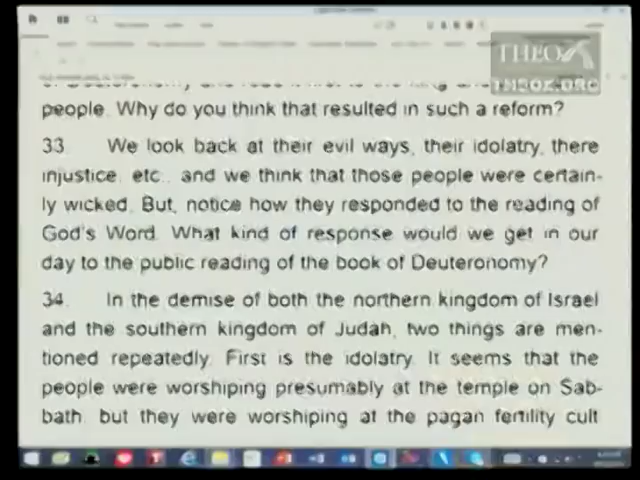 THEOX
THEOX.ORG
people. Why do you think that resulted in such a reform?
33 We look back at their evil ways, their idolatry, there
injustice, etc., and we think that those people were certain-
ly wicked. But, notice how they responded to the reading of
God's Word. What kind of response would we get in our
day to the public reading of the book of Deuteronomy?
34. In the demise of both the northern kingdom of Israel
and the southern kingdom of Judah, two things are men-
tioned repeatedly. First is the idolatry. It seems that the
people were worshiping presumably at the temple on Sab-
bath, but they were worshiping at the pagan fertility cult